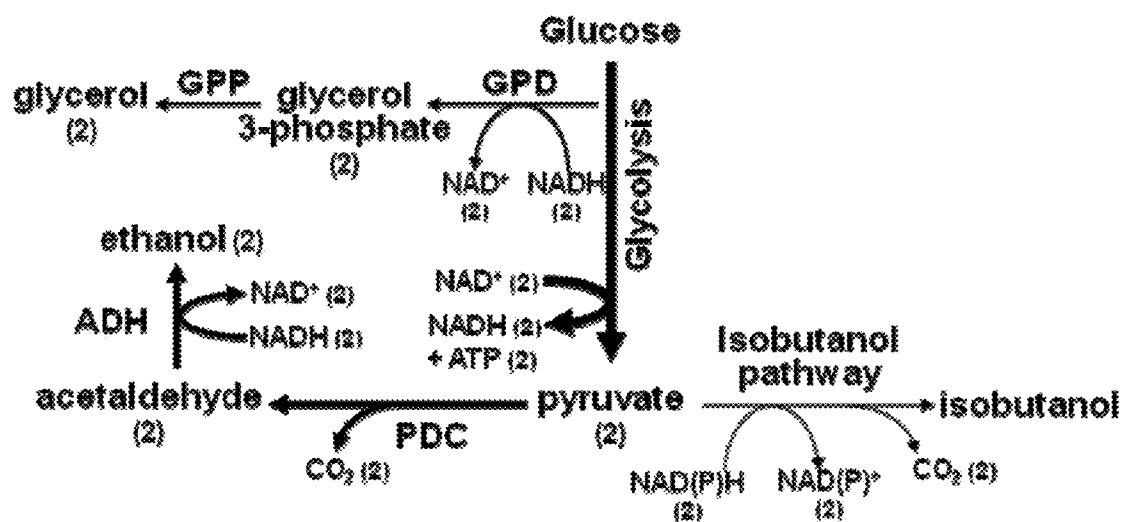 Glucose
GPP
GPD
glycerol
(2)
glycerol
3-phosphate
(2)
NAD⁺
(2)
NADH
(2)
Glycolysis
ethanol (2)
NAD⁺ (2)
NADH (2)
ADH
NAD⁺ (2)
NADH (2)
+ ATP (2)
Isobutanol
pathway
acetaldehyde
(2)
PDC
CO₂ (2)
pyruvate
(2)
isobutanol
NAD(P)H
(2)
NAD(P)⁺
(2)
CO₂ (2)